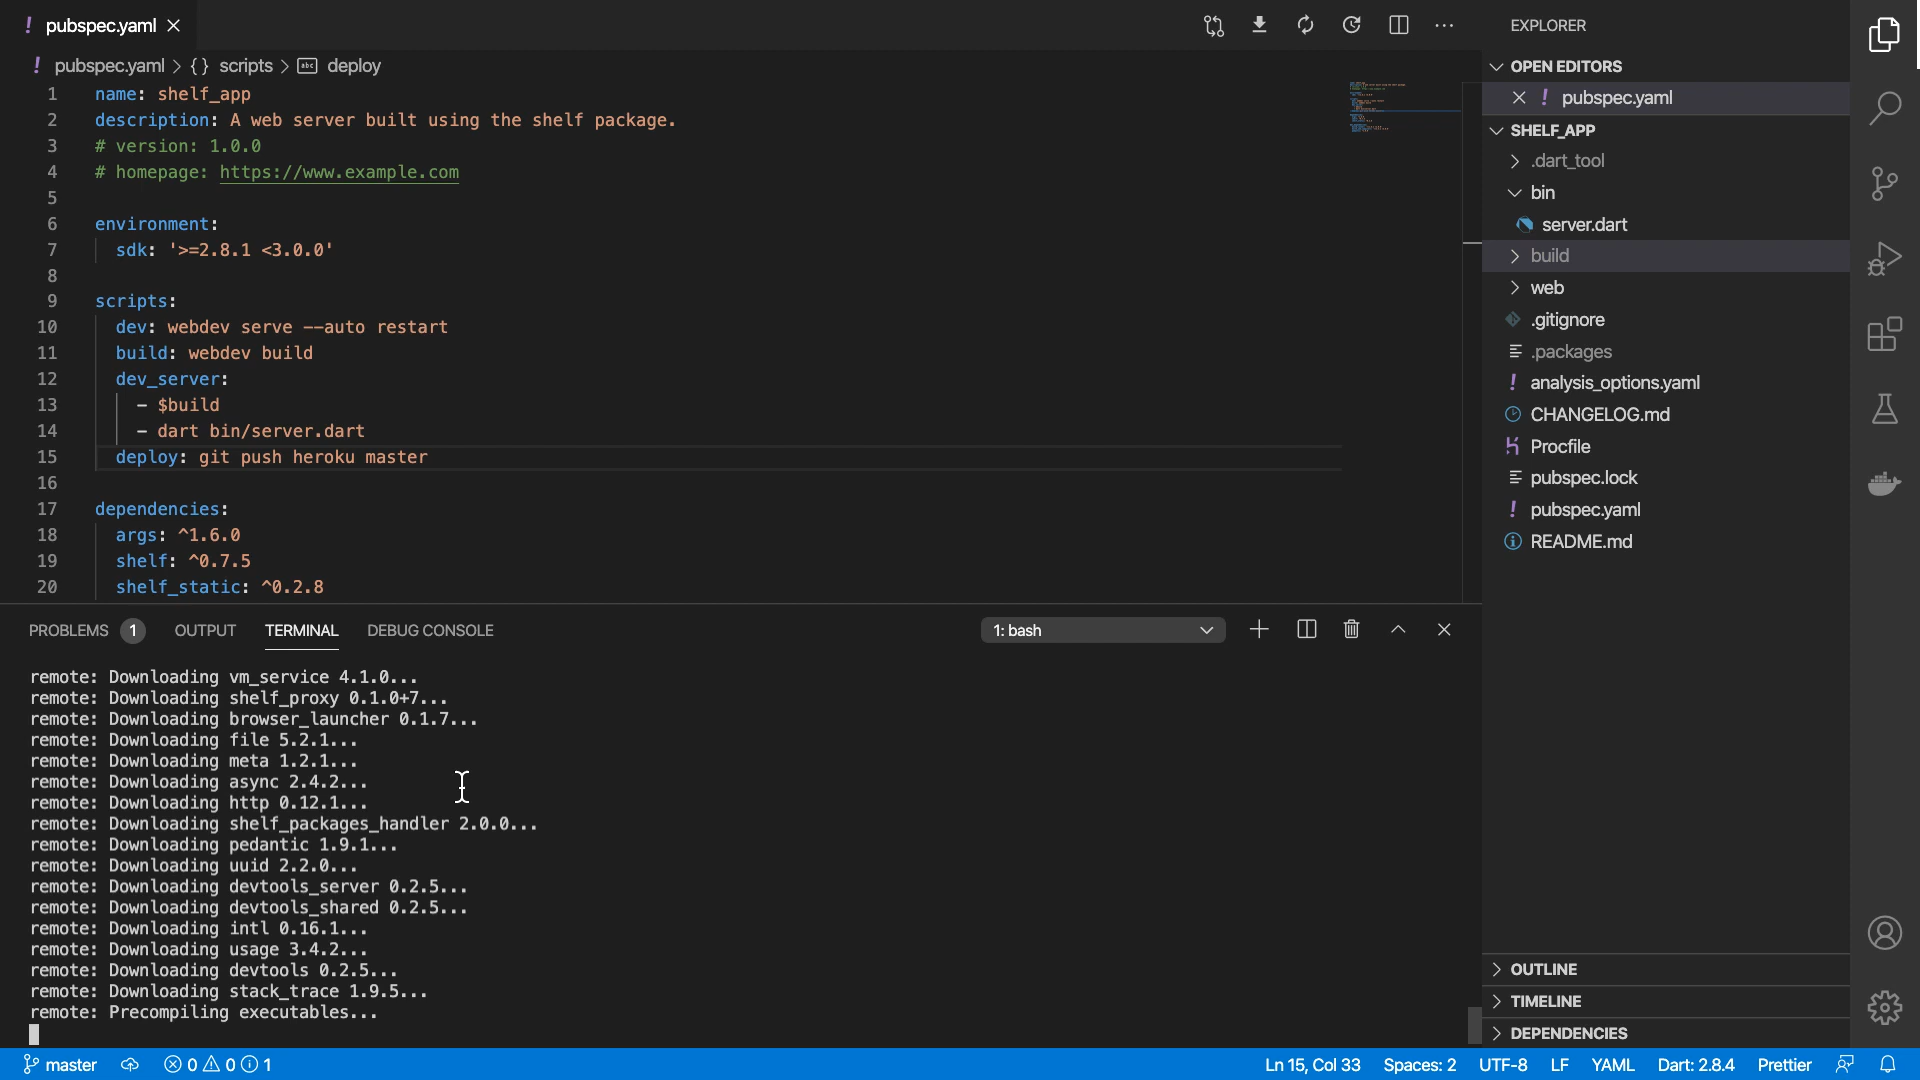 ! pubspec.yaml
! pubspec.yaml > {} scripts > abc deploy
1 name: shelf_app
2 description: A web server built using the shelf package.
3 # version: 1.0.0
4 # homepage: https://www.example.com
5
6 environment:
7 sdk: '>=2.8.1 <3.0.0'
8
9 scripts:
10 dev: webdev serve --auto restart
11 build: webdev build
12 dev_server:
13 - $build
14 - dart bin/server.dart
15 deploy: git push heroku master
16
17 dependencies:
18 args: ^1.6.0
19 shelf: ^0.7.5
20 shelf_static: ^0.2.8
PROBLEMS 1 OUTPUT TERMINAL DEBUG CONSOLE 1: bash
remote: Downloading vm_service 4.1.0...
remote: Downloading shelf_proxy 0.1.0+7...
remote: Downloading browser_launcher 0.1.7...
remote: Downloading file 5.2.1...
remote: Downloading meta 1.2.1...
remote: Downloading async 2.4.2...
remote: Downloading http 0.12.1...
remote: Downloading shelf_packages_handler 2.0.0...
remote: Downloading pedantic 1.9.1...
remote: Downloading uuid 2.2.0...
remote: Downloading devtools_server 0.2.5...
remote: Downloading devtools_shared 0.2.5...
remote: Downloading intl 0.16.1...
remote: Downloading usage 3.4.2...
remote: Downloading devtools 0.2.5...
remote: Downloading stack_trace 1.9.5...
remote: Precompiling executables...
EXPLORER
OPEN EDITORS
! pubspec.yaml
SHELF_APP
.dart_tool
bin
server.dart
build
web
.gitignore
.packages
! analysis_options.yaml
CHANGELOG.md
Procfile
pubspec.lock
! pubspec.yaml
README.md
OUTLINE
TIMELINE
DEPENDENCIES
master 0 0 1 Ln 15, Col 33 Spaces: 2 UTF-8 LF YAML Dart: 2.8.4 Prettier